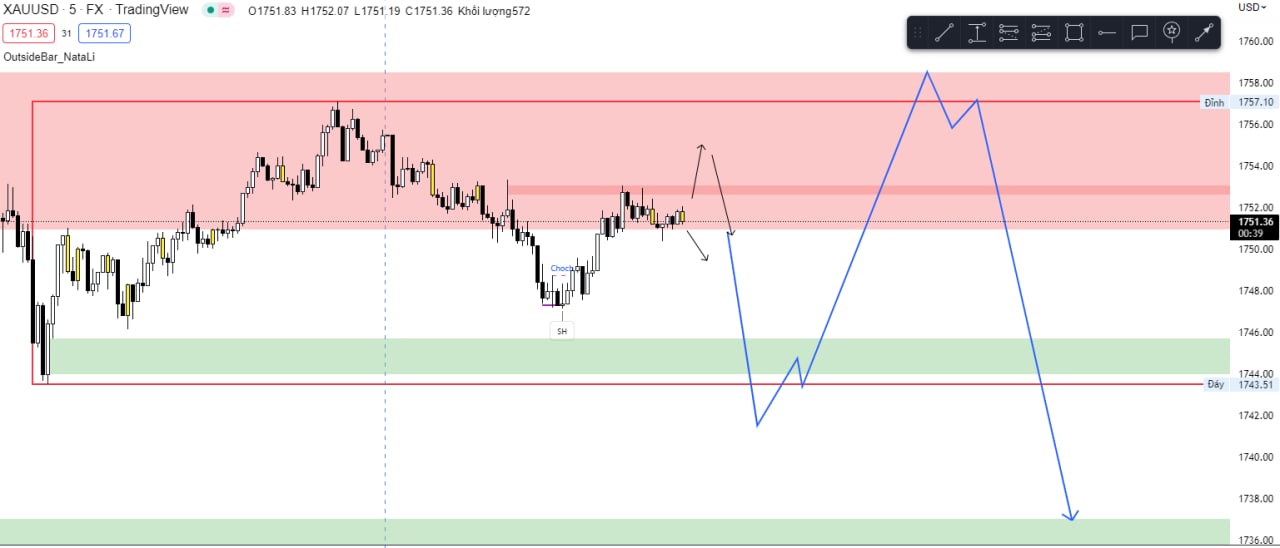 XAUUSD · 5 · FX · TradingView O1751.83 H1752.07 L1751.19 C1751.36 Khối lượng572
USD
1751.36 31 1751.67
OutsideBar_NataLi
1760.00
1758.00
Đỉnh 1757.10
1756.00
1754.00
1752.00
1751.36
00:39
1750.00
Choch
1748.00
SH
1746.00
1744.00
Đáy 1743.51
1742.00
1740.00
1738.00
1736.00